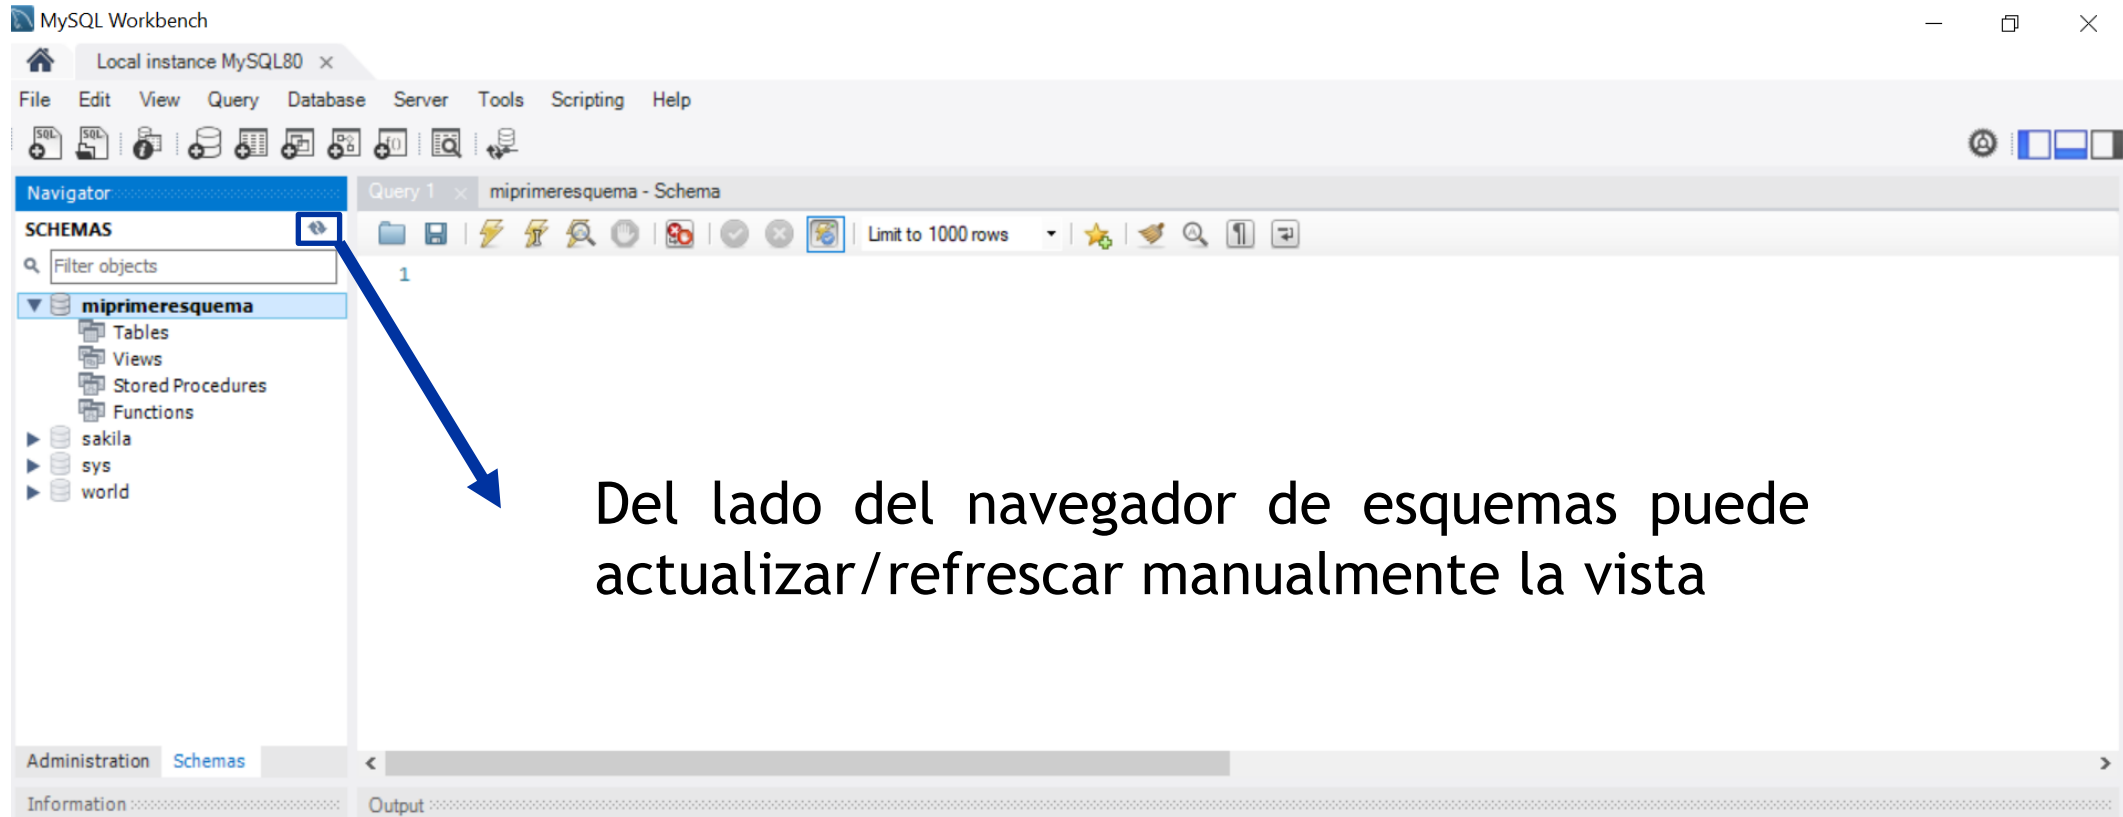 MySQL Workbench
Local instance MySQL80
File Edit View Query Database Server Tools Scripting Help
Navigator
Query 1 miprimeresquema - Schema
SCHEMAS
Limit to 1000 rows
Filter objects
1
miprimeresquema
Tables
Views
Stored Procedures
Functions
sakila
sys
world
Del lado del navegador de esquemas puede
actualizar/refrescar manualmente la vista
Administration Schemas
Information
Output